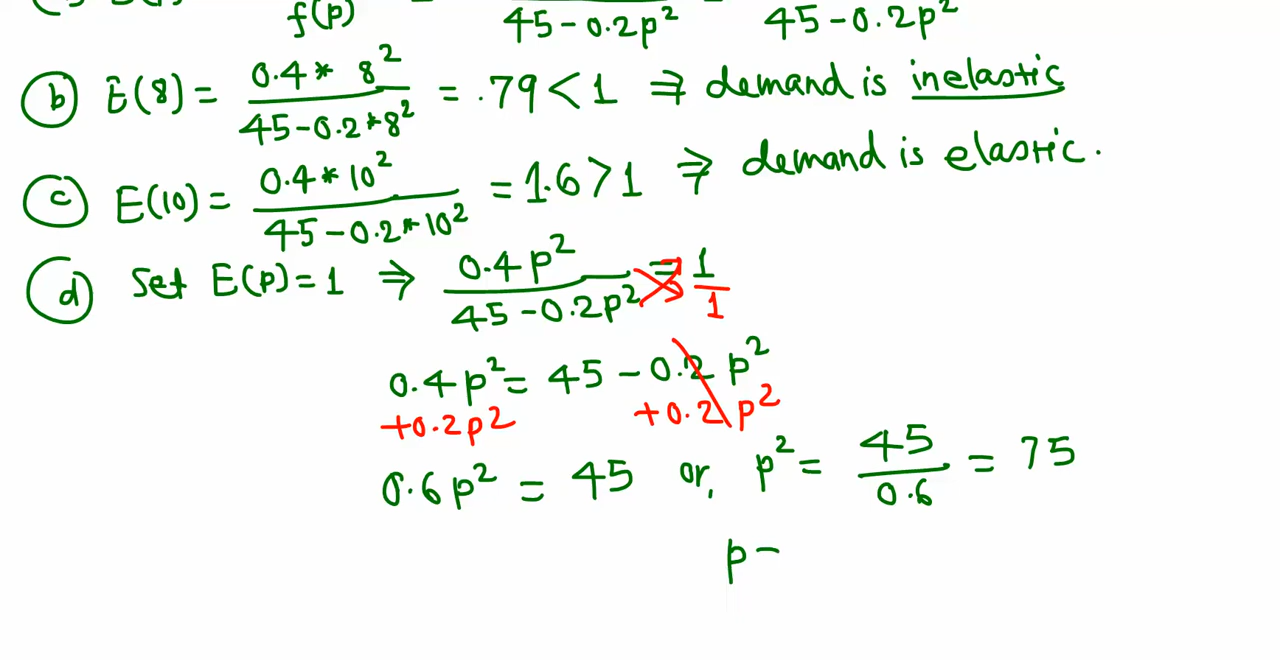 f(p) 45-0.2p² 45-0.2p²
(b) E(8) = 0.4* 8² / 45-0.2*8² = .79 < 1 ⇒ demand is inelastic
(c) E(10) = 0.4*10² / 45-0.2*10² = 1.6 > 1 ⇒ demand is elastic.
(d) Set E(p)=1 ⇒ 0.4p² / 45-0.2p² = 1/1
0.4p² = 45 - 0.2p²
+0.2p² +0.2p²
0.6p² = 45 or, p² = 45/0.6 = 75
p -